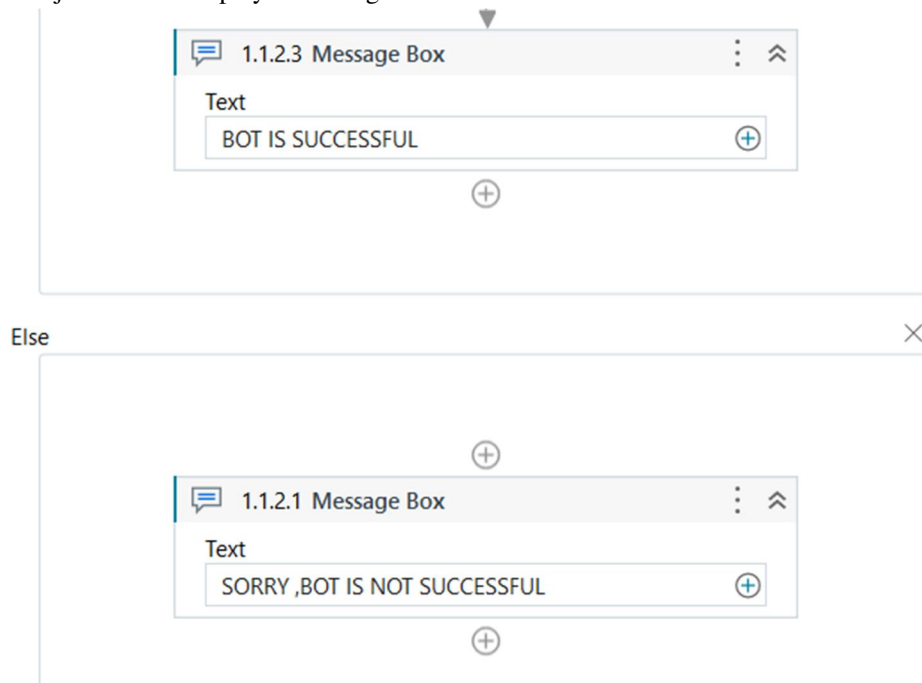 1.1.2.3 Message Box
Text
BOT IS SUCCESSFUL
Else
1.1.2.1 Message Box
Text
SORRY ,BOT IS NOT SUCCESSFUL